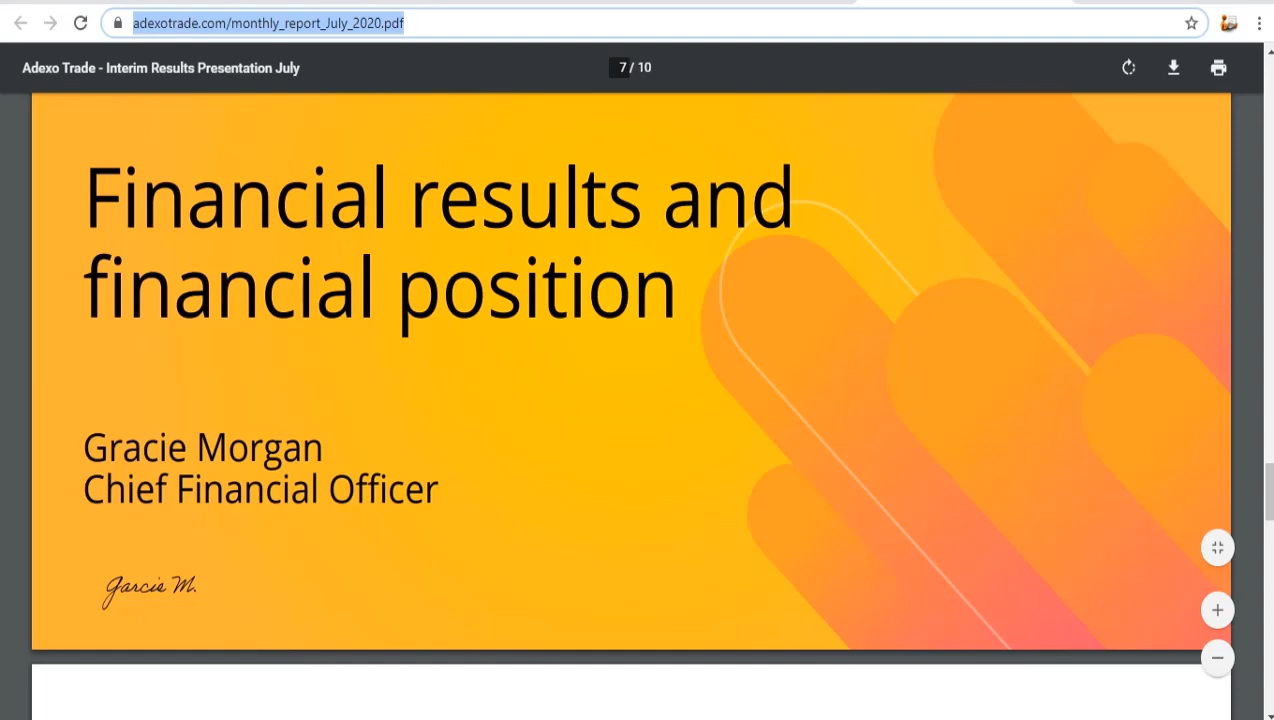 adexotrade.com/monthly_report_July_2020.pdf
Adexo Trade - Interim Results Presentation July
7 / 10
Financial results and
financial position
Gracie Morgan
Chief Financial Officer
Garcis M.